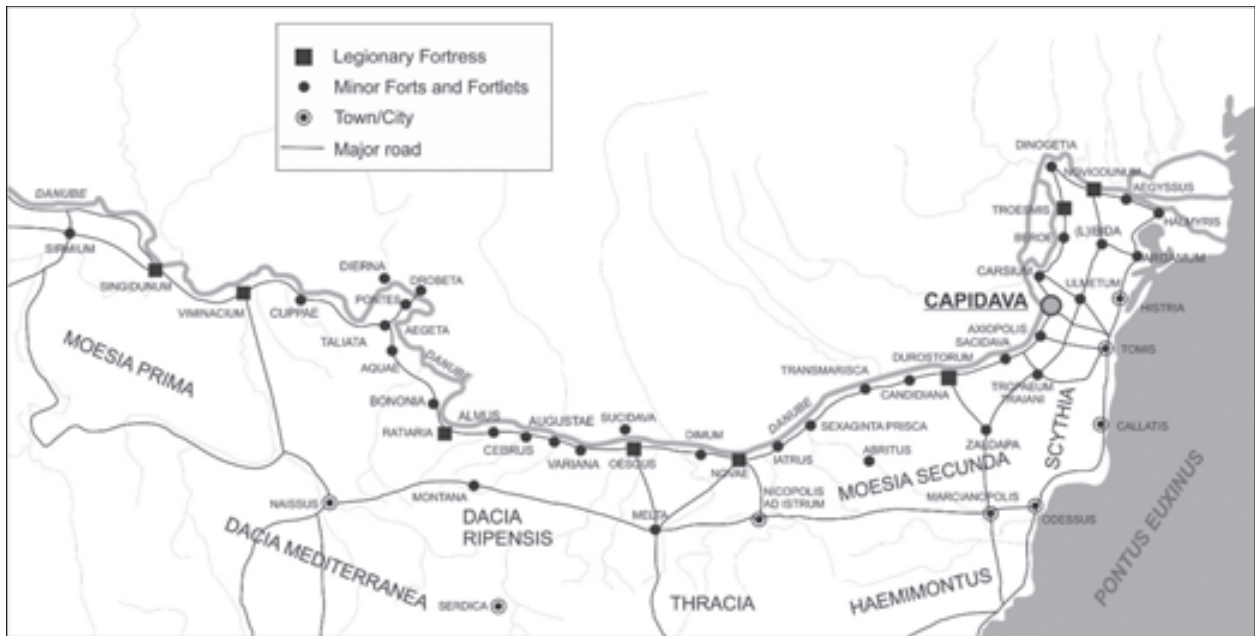 Legionary Fortress
Minor Forts and Fortlets
Town/City
Major road
DINOGETIA
NOVIODUNUM
AEGYSSUS
DANUBE
TROESMIS
HALMYRIS
SIRMIUM
BEROE
(L)IBIDA
DIERNA
DROBETA
CARSIUM
ULMETUM
SINGIDUNUM
PONTES
CAPIDAVA
HISTRIA
VIMINACIUM
CUPPAE
AEGETA
AXIOPOLIS
TALIATA
SACIDAVA
MOESIA PRIMA
DANUBE
DUROSTORUM
TOMIS
AQUAE
TRANSMARISCA
TROPAEUM
TRAIANI
CANDIDIANA
BONONIA
ALMUS
AUGUSTAE
SUCIDAVA
DANUBE
SCYTHIA
RATIARIA
DIMUM
SEXAGINTA PRISCA
CALLATIS
CEBRUS
ZALDAPA
VARIANA
OESCUS
NOVAE
IATRUS
ABRITUS
MOESIA SECUNDA
NAISSUS
MONTANA
NICOPOLIS
AD ISTRUM
MARCIANOPOLIS
DACIA
RIPENSIS
MELTA
ODESSUS
DACIA MEDITERRANEA
PONTUS EUXINUS
SERDICA
THRACIA
HAEMIMONTUS